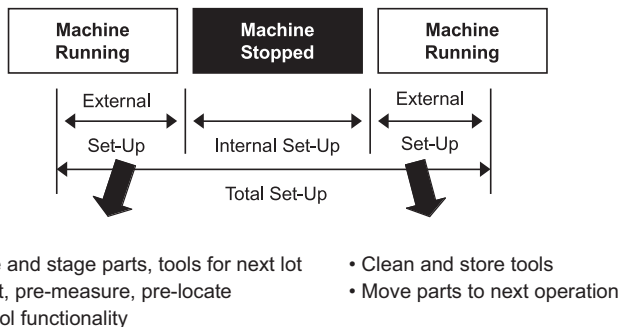 Machine Running
Machine Stopped
Machine Running
External
External
Set-Up
Internal Set-Up
Set-Up
Total Set-Up
and stage parts, tools for next lot
pre-measure, pre-locate
functionality
• Clean and store tools
• Move parts to next operation